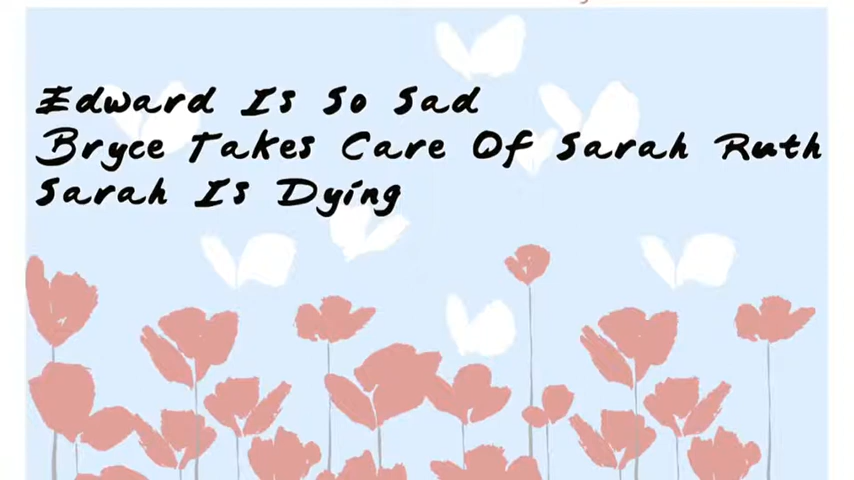 Edward Is So Sad
Bryce Takes Care Of Sarah Ruth
Sarah Is Dying